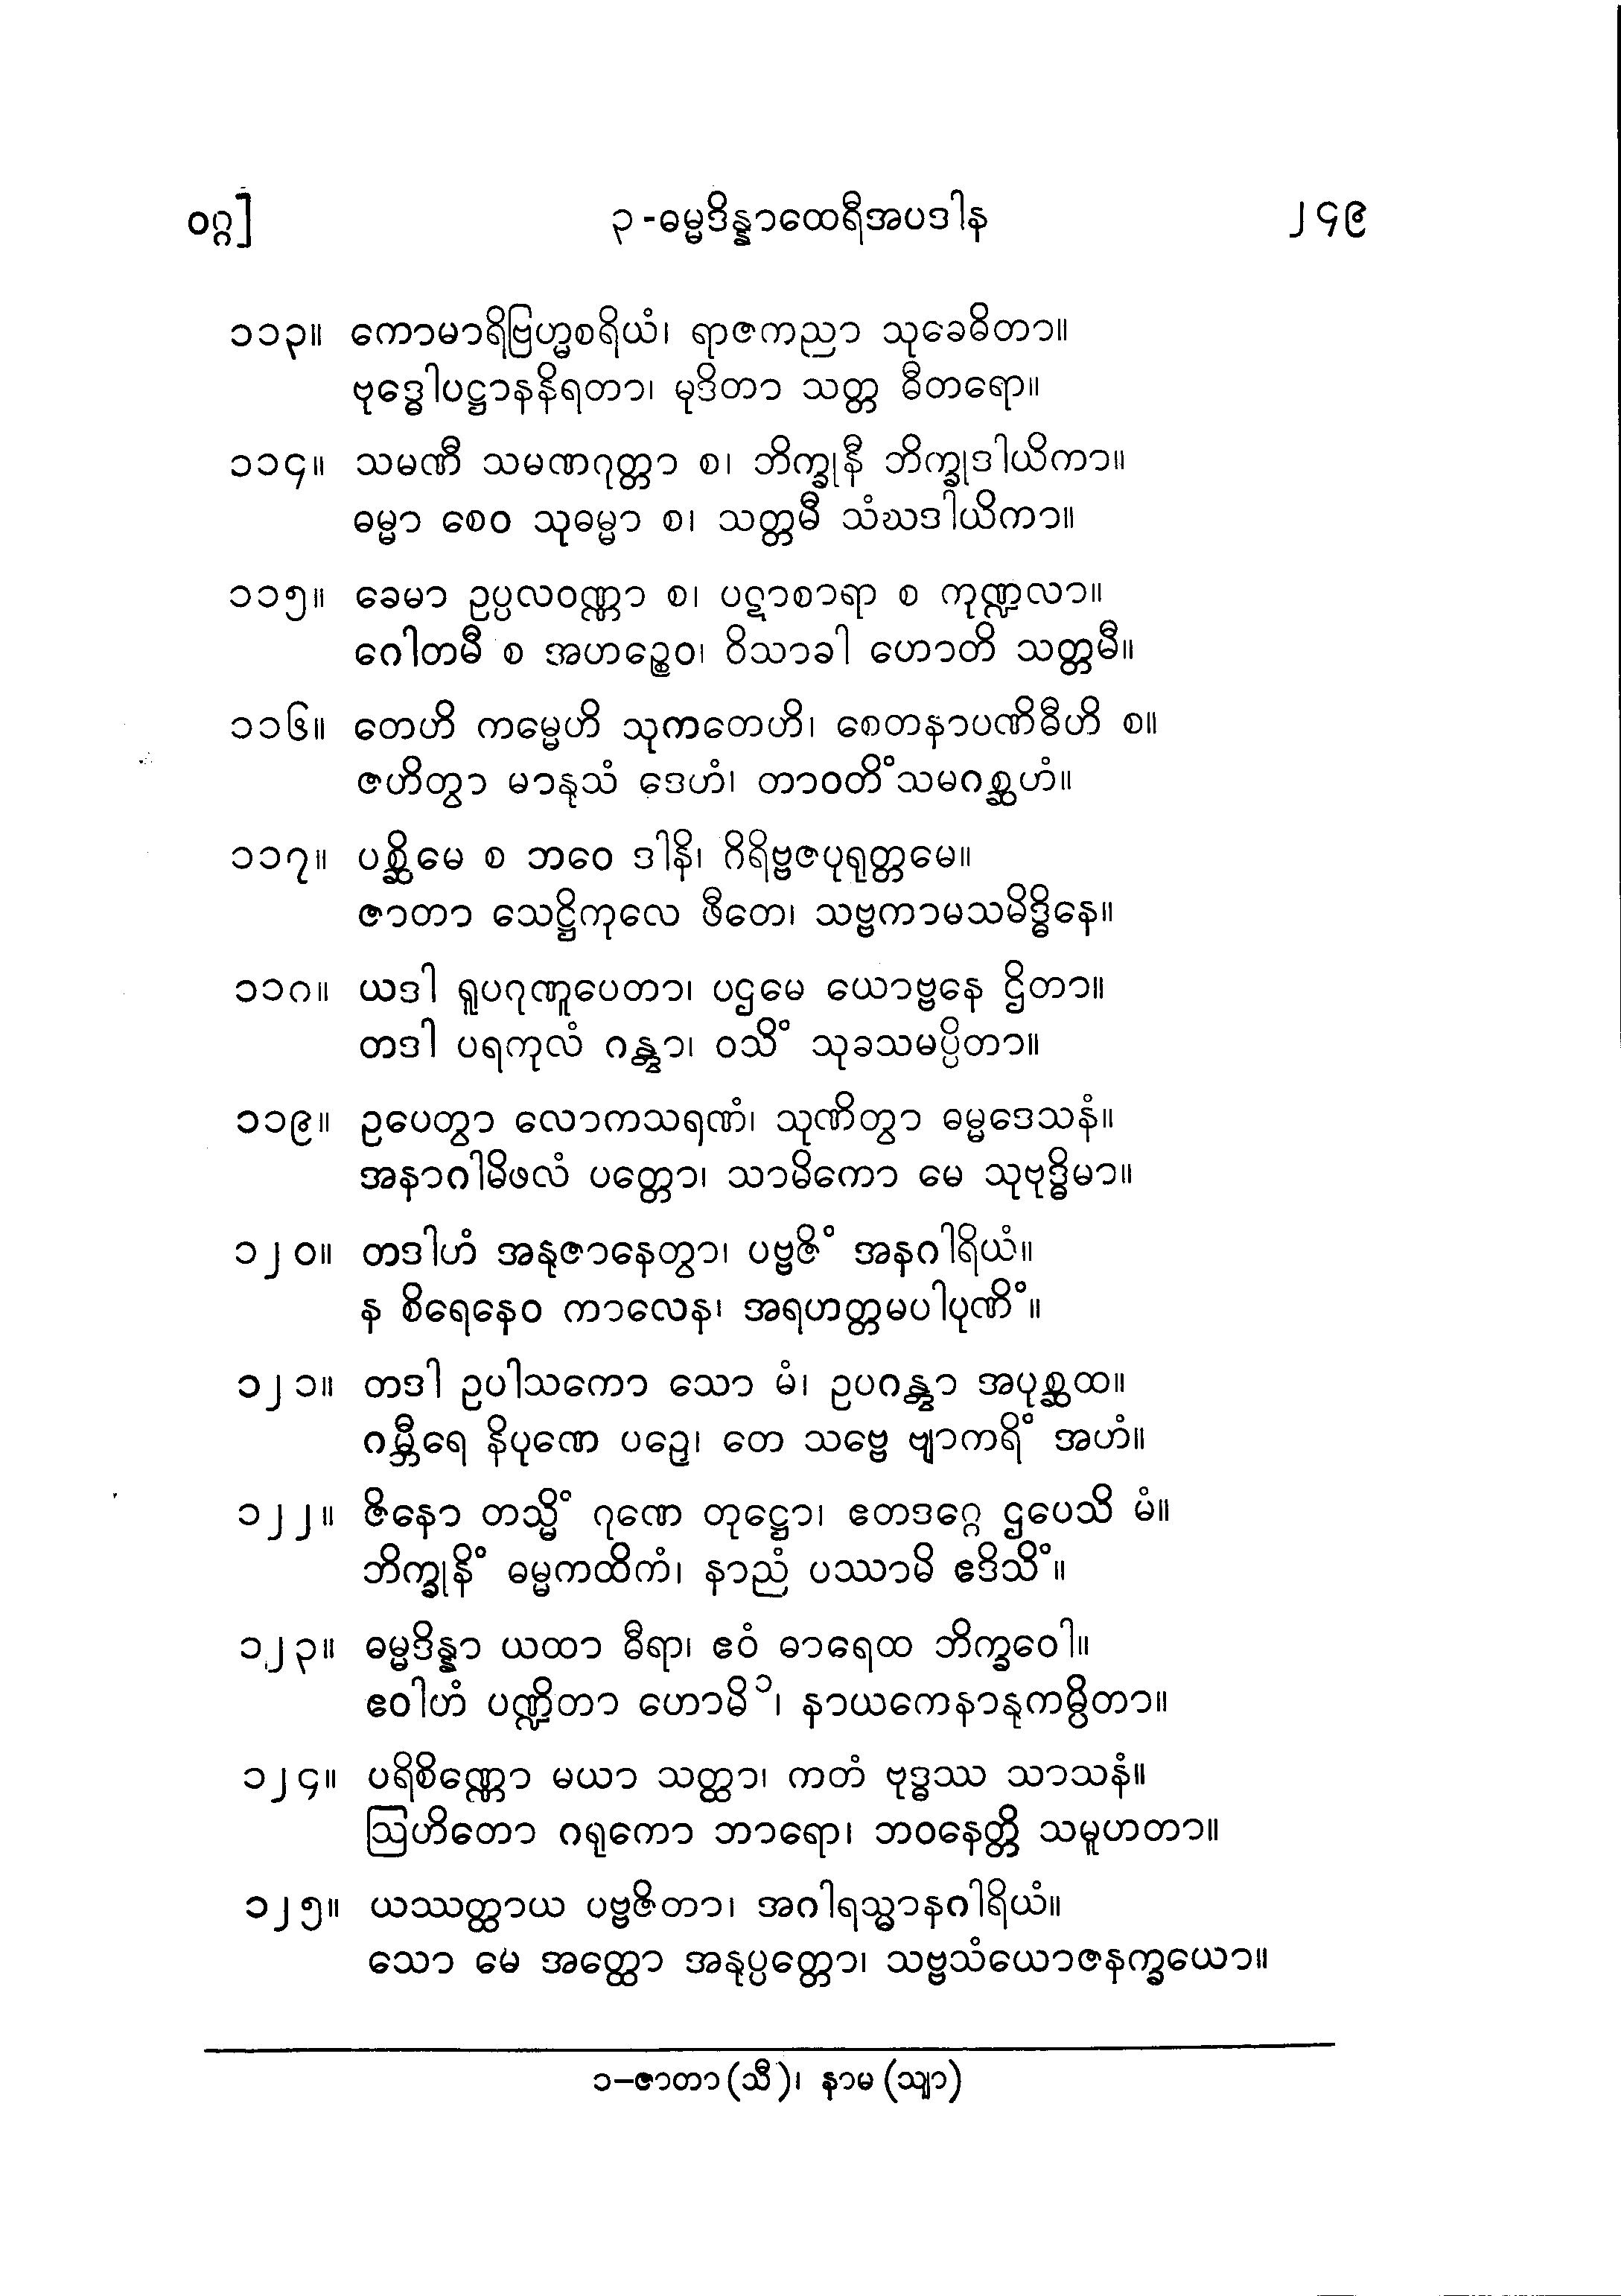 ဝဂ္ဂ] ၃-ဓမ္မဒိန္နာထေရီအပဒါန ၂၄၉
၁၁၃။ ကောမာရိဗြဟ္မစရိယံ၊ ရာဇကညာ သုခေဓိတာ။
ဗုဒ္ဓေါပဋ္ဌာနနိရတာ၊ မုဒိတာ သတ္တ ဓီတရော။
၁၁၄။ သမဏီ သမဏဂုတ္တာ စ၊ ဘိက္ခုနီ ဘိက္ခုဒါယိကာ။
ဓမ္မာ စေဝ သုဓမ္မာ စ၊ သတ္တမီ သံဃဒါယိကာ။
၁၁၅။ ခေမာ ဥပ္ပလဝဏ္ဏာ စ၊ ပဋာစာရာ စ ကုဏ္ဍလာ။
ဂေါတမီ စ အဟဉ္စေဝ၊ ဝိသာခါ ဟောတိ သတ္တမီ။
၁၁၆။ တေဟိ ကမ္မေဟိ သုကတေဟိ၊ စေတနာပဏိဓီဟိ စ။
ဇဟိတွာ မာနုသံ ဒေဟံ၊ တာဝတိံသမဂစ္ဆဟံ။
၁၁၇။ ပစ္ဆိမေ စ ဘဝေ ဒါနိ၊ ဂိရိဗ္ဗဇပုရုတ္တမေ။
ဇာတာ သေဋ္ဌိကုလေ ဖီတေ၊ သဗ္ဗကာမသမိဒ္ဓိနေ။
၁၁၈။ ယဒါ ရူပဂုဏူပေတာ၊ ပဌမေ ယောဗ္ဗနေ ဌိတာ။
တဒါ ပရကုလံ ဂန္တွာ၊ ဝသိံ သုခသမပ္ပိတာ။
၁၁၉။ ဥပေတွာ လောကသရဏံ၊ သုဏိတွာ ဓမ္မဒေသနံ။
အနာဂါမိဖလံ ပတ္တော၊ သာမိကော မေ သုဗုဒ္ဓိမာ။
၁၂၀။ တဒါဟံ အနုဇာနေတွာ၊ ပဗ္ဗဇိံ အနဂါရိယံ။
န စိရေနေဝ ကာလေန၊ အရဟတ္တမပါပုဏိံ။
၁၂၁။ တဒါ ဥပါသကော သော မံ၊ ဥပဂန္တွာ အပုစ္ဆထ။
ဂမ္ဘီရေ နိပုဏေ ပဉှေ၊ တေ သဗ္ဗေ ဗျာကရိံ အဟံ။
၁၂၂။ ဇိနော တသ္မိံ ဂုဏေ တုဋ္ဌော၊ ဧတဒဂ္ဂေ ဌပေသိ မံ။
ဘိက္ခုနိံ ဓမ္မကထိကံ၊ နာညံ ပဿာမိ ဧဒိသိံ။
၁၂၃။ ဓမ္မဒိန္နာ ယထာ ဓီရာ၊ ဧဝံ ဓာရေထ ဘိက္ခဝေါ။
ဧဝါဟံ ပဏ္ဍိတာ ဟောမိ၁၊ နာယကေနာနုကမ္ပိတာ။
၁၂၄။ ပရိစိဏ္ဏော မယာ သတ္ထာ၊ ကတံ ဗုဒ္ဓဿ သာသနံ။
ဩဟိတော ဂရုကော ဘာရော၊ ဘဝနေတ္တိ သမူဟတာ။
၁၂၅။ ယဿတ္ထာယ ပဗ္ဗဇိတာ၊ အဂါရသ္မာနဂါရိယံ။
သော မေ အတ္ထော အနုပ္ပတ္တော၊ သဗ္ဗသံယောဇနက္ခယော။
၁–ဇာတာ (သီ)၊ နာမ (သျာ)